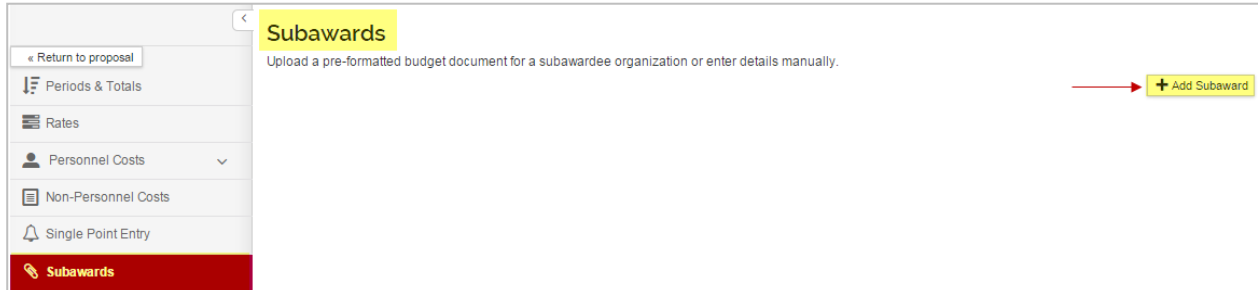 Subawards
« Return to proposal
Upload a pre-formatted budget document for a subawardee organization or enter details manually.
Periods & Totals
+ Add Subaward
Rates
Personnel Costs
Non-Personnel Costs
Single Point Entry
Subawards